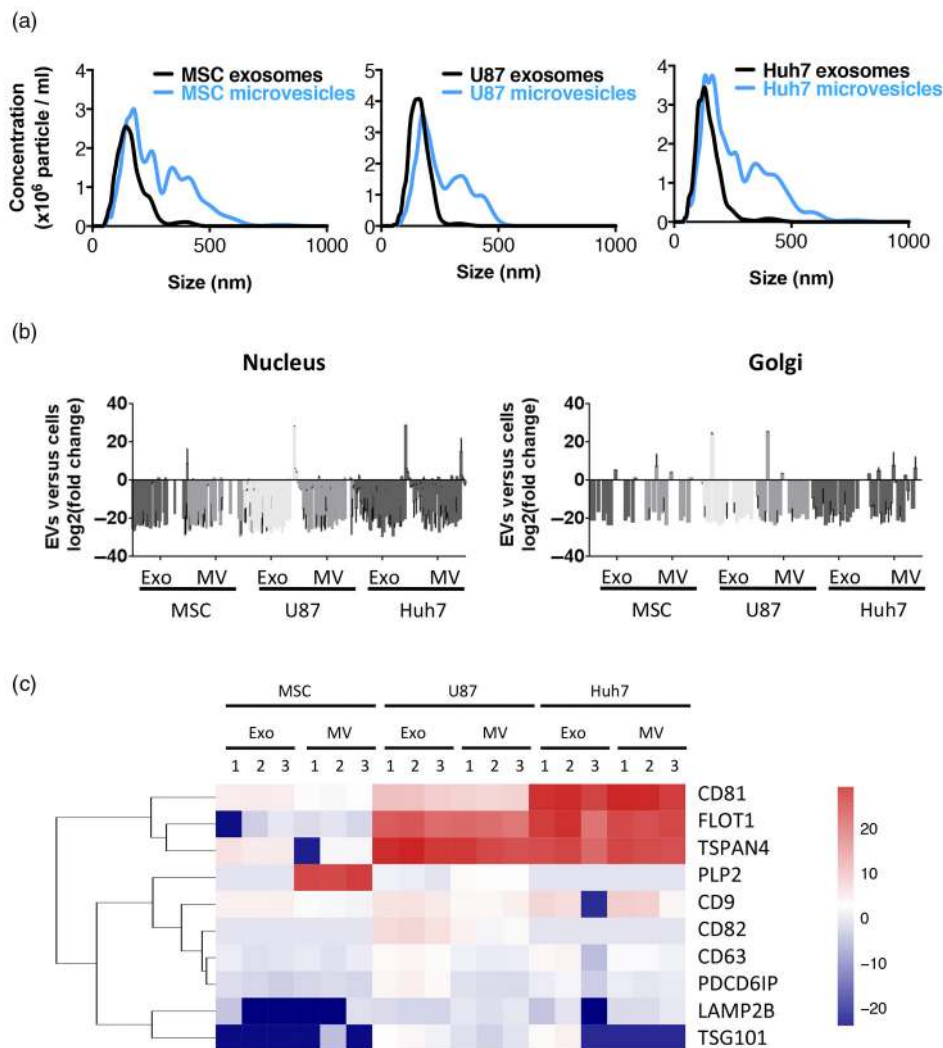 (a)
MSC exosomes
MSC microvesicles
U87 exosomes
U87 microvesicles
Huh7 exosomes
Huh7 microvesicles
Concentration
(x10⁶ particle / ml)
4
3
2
1
0
0 500 1000
Size (nm)
5
4
3
2
1
0
0 500 1000
Size (nm)
4
3
2
1
0
0 500 1000
Size (nm)
(b)
Nucleus
EVs versus cells
log2(fold change)
40
20
0
−20
−40
Exo MV Exo MV Exo MV
MSC U87 Huh7
Golgi
EVs versus cells
log2(fold change)
40
20
0
−20
−40
Exo MV Exo MV Exo MV
MSC U87 Huh7
(c)
MSC U87 Huh7
Exo MV Exo MV Exo MV
1 2 3 1 2 3 1 2 3 1 2 3 1 2 3 1 2 3
CD81
FLOT1
TSPAN4
PLP2
CD9
CD82
CD63
PDCD6IP
LAMP2B
TSG101
20
10
0
−10
−20